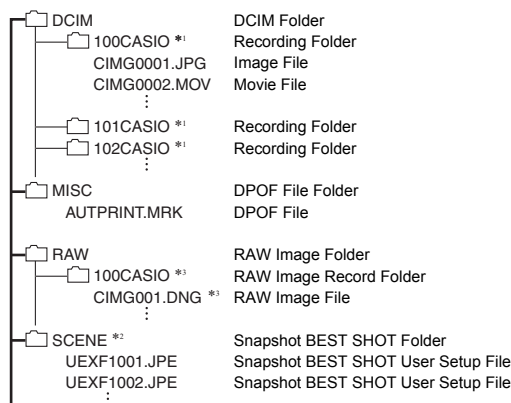 DCIM DCIM Folder
100CASIO *1 Recording Folder
CIMG0001.JPG Image File
CIMG0002.MOV Movie File
⋮
101CASIO *1 Recording Folder
102CASIO *1 Recording Folder
⋮
MISC DPOF File Folder
AUTPRINT.MRK DPOF File
RAW RAW Image Folder
100CASIO *3 RAW Image Record Folder
CIMG001.DNG *3 RAW Image File
⋮
SCENE *2 Snapshot BEST SHOT Folder
UEXF1001.JPE Snapshot BEST SHOT User Setup File
UEXF1002.JPE Snapshot BEST SHOT User Setup File
⋮